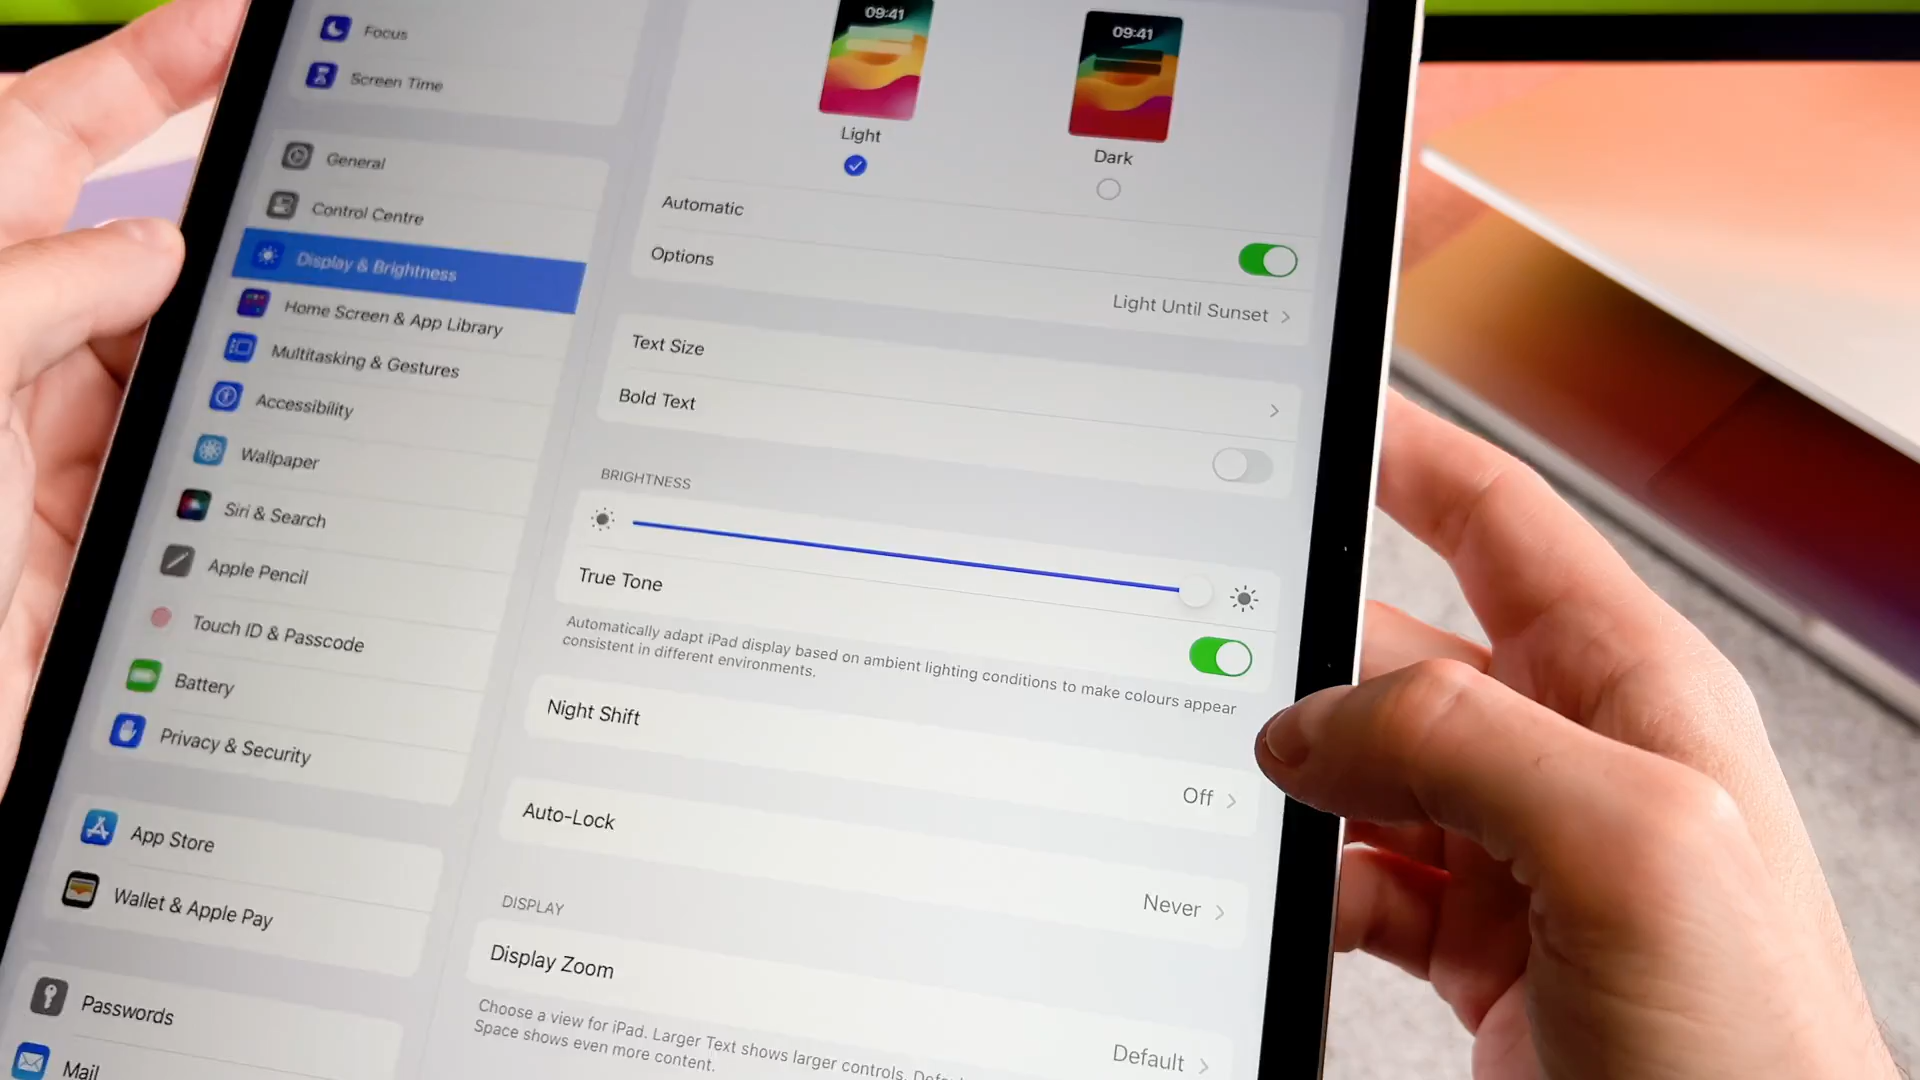 Focus
Screen Time
General
Control Centre
Display & Brightness
Home Screen & App Library
Multitasking & Gestures
Accessibility
Wallpaper
Siri & Search
Apple Pencil
Touch ID & Passcode
Battery
Privacy & Security
App Store
Wallet & Apple Pay
Passwords
Mail
09:41
09:41
Light
Dark
Automatic
Options
Light Until Sunset
Text Size
Bold Text
BRIGHTNESS
True Tone
Automatically adapt iPad display based on ambient lighting conditions to make colours appear
consistent in different environments.
Night Shift
Off
Auto-Lock
Never
DISPLAY
Display Zoom
Default
Choose a view for iPad. Larger Text shows larger controls.
Space shows even more content.